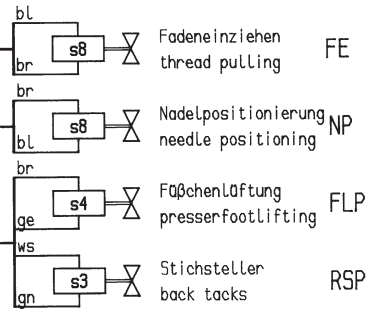 bl
s8
br
Fadeneinziehen
thread pulling
FE
br
s8
bl
Nadelpositionierung
needle positioning
NP
br
s4
ge
Füßchenlüftung
presserfootlifting
FLP
ws
s3
gn
Stichsteller
back tacks
RSP